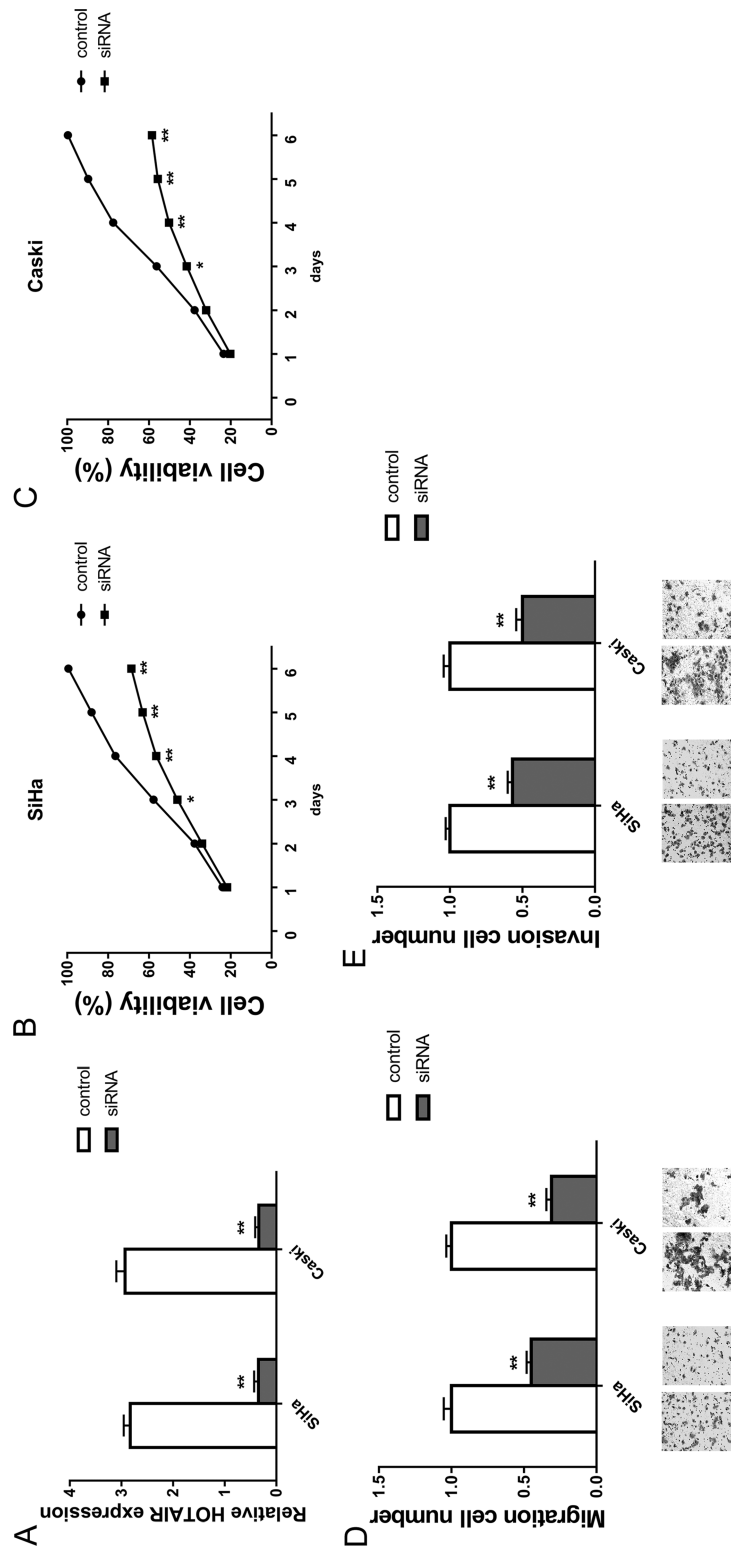 A
Relative HOTAIR expression
4
3
2
1
0
**
**
SiHa
Caski
control
siRNA
B
SiHa
Cell viability (%)
100
80
60
40
20
0
0 1 2 3 4 5 6
days
*
**
**
**
control
siRNA
C
Caski
Cell viability (%)
100
80
60
40
20
0
0 1 2 3 4 5 6
days
*
**
**
**
control
siRNA
D
Migration cell number
1.5
1.0
0.5
0.0
**
**
SiHa
Caski
control
siRNA
E
Invasion cell number
1.5
1.0
0.5
0.0
**
**
SiHa
Caski
control
siRNA